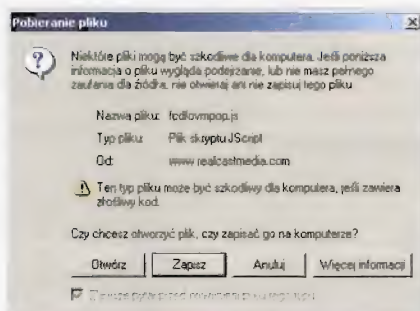 Pobieranie pliku
Niektóre pliki mogą być szkodliwe dla komputera. Jeśli poniższa
informacja o pliku wygląda podejrzanie, lub nie masz pełnego
zaufania dla źródła, nie otwieraj ani nie zapisuj tego pliku.
Nazwa pliku:
Typ pliku: Plik skryptu JScript
Od: www.realcastmedia.com
Ten typ pliku może być szkodliwy dla komputera, jeśli zawiera
złośliwy kod.
Czy chcesz otworzyć plik, czy zapisać go na komputerze?
Otwórz Zapisz Anuluj Więcej informacji